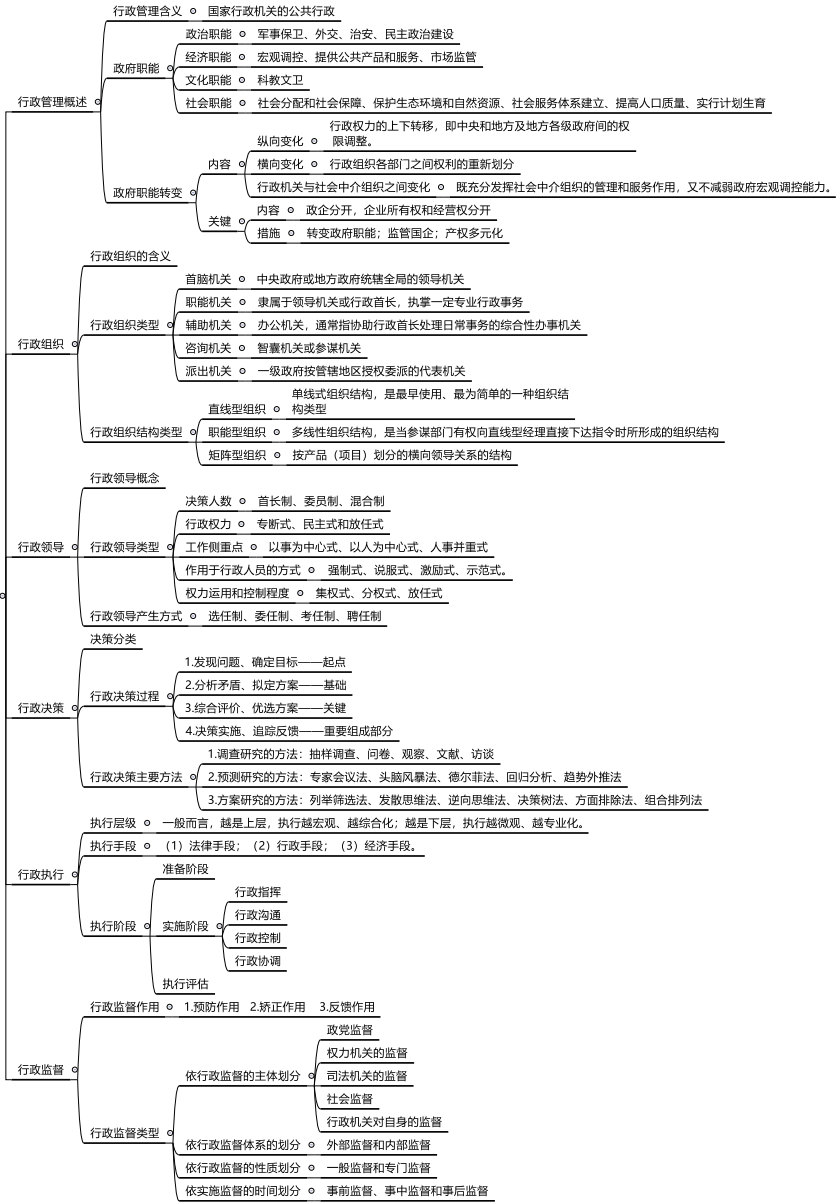 行政管理含义 国家行政机关的公共行政
政治职能 军事保卫、外交、治安、民主政治建设
经济职能 宏观调控、提供公共产品和服务、市场监管
政府职能
文化职能 科教文卫
行政管理概述
社会职能 社会分配和社会保障、保护生态环境和自然资源、社会服务体系建立、提高人口质量、实行计划生育
行政权力的上下转移，即中央和地方及地方各级政府间的权
纵向变化 限调整。
内容 横向变化 行政组织各部门之间权利的重新划分
行政机关与社会中介组织之间变化 既充分发挥社会中介组织的管理和服务作用，又不减弱政府宏观调控能力。
政府职能转变
内容 政企分开，企业所有权和经营权分开
关键
措施 转变政府职能；监管国企；产权多元化
行政组织的含义
首脑机关 中央政府或地方政府统辖全局的领导机关
职能机关 隶属于领导机关或行政首长，执掌一定专业行政事务
行政组织类型 辅助机关 办公机关，通常指协助行政首长处理日常事务的综合性办事机关
行政组织 咨询机关 智囊机关或参谋机关
派出机关 一级政府按管辖地区授权委派的代表机关
单线式组织结构，是最早使用、最为简单的一种组织结
直线型组织 构类型
行政组织结构类型 职能型组织 多线性组织结构，是当参谋部门有权向直线型经理直接下达指令时所形成的组织结构
矩阵型组织 按产品（项目）划分的横向领导关系的结构
行政领导概念
决策人数 首长制、委员制、混合制
行政权力 专断式、民主式和放任式
行政领导 行政领导类型 工作侧重点 以事为中心式、以人为中心式、人事并重式
作用于行政人员的方式 强制式、说服式、激励式、示范式。
权力运用和控制程度 集权式、分权式、放任式
行政领导产生方式 选任制、委任制、考任制、聘任制
决策分类
1.发现问题、确定目标——起点
2.分析矛盾、拟定方案——基础
行政决策过程
行政决策 3.综合评价、优选方案——关键
4.决策实施、追踪反馈——重要组成部分
1.调查研究的方法：抽样调查、问卷、观察、文献、访谈
行政决策主要方法 2.预测研究的方法：专家会议法、头脑风暴法、德尔菲法、回归分析、趋势外推法
3.方案研究的方法：列举筛选法、发散思维法、逆向思维法、决策树法、方面排除法、组合排列法
执行层级 一般而言，越是上层，执行越宏观、越综合化；越是下层，执行越微观、越专业化。
执行手段 （1）法律手段；（2）行政手段；（3）经济手段。
行政执行 准备阶段
行政指挥
行政沟通
执行阶段 实施阶段
行政控制
行政协调
执行评估
行政监督作用 1.预防作用 2.矫正作用 3.反馈作用
政党监督
权力机关的监督
行政监督 依行政监督的主体划分 司法机关的监督
社会监督
行政机关对自身的监督
行政监督类型
依行政监督体系的划分 外部监督和内部监督
依行政监督的性质划分 一般监督和专门监督
依实施监督的时间划分 事前监督、事中监督和事后监督